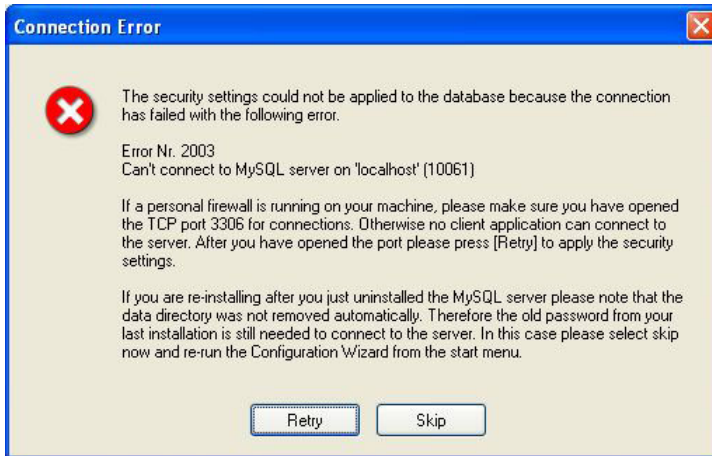 Connection Error
The security settings could not be applied to the database because the connection
has failed with the following error.
Error Nr. 2003
Can't connect to MySQL server on 'localhost' (10061)
If a personal firewall is running on your machine, please make sure you have opened
the TCP port 3306 for connections. Otherwise no client application can connect to
the server. After you have opened the port please press [Retry] to apply the security
settings.
If you are re-installing after you just uninstalled the MySQL server please note that the
data directory was not removed automatically. Therefore the old password from your
last installation is still needed to connect to the server. In this case please select skip
now and re-run the Configuration Wizard from the start menu.
Retry
Skip